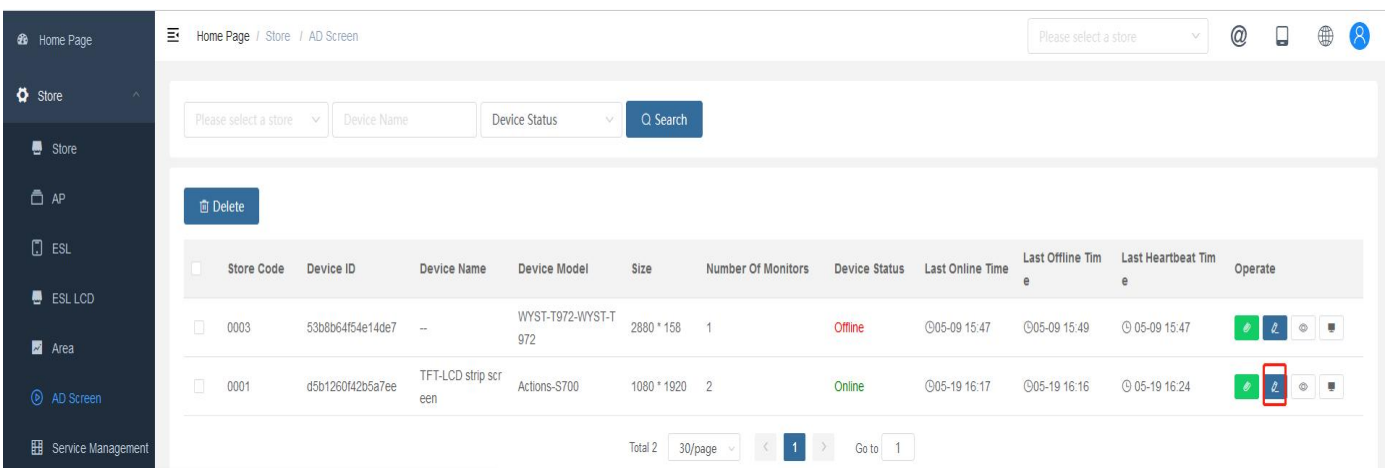 Home Page
Home Page / Store / AD Screen
Please select a store
@
Store
Please select a store
Device Name
Device Status
Search
Store
AP
Delete
ESL
Store Code Device ID Device Name Device Model Size Number Of Monitors Device Status Last Online Time Last Offline Tim
e Last Heartbeat Tim
e Operate
ESL LCD
0003 53b8b64f54e14de7 -- WYST-T972-WYST-T
972 2880 * 158 1 Offline 05-09 15:47 05-09 15:49 05-09 15:47
Area
0001 d5b1260f42b5a7ee TFT-LCD strip scr
een Actions-S700 1080 * 1920 2 Online 05-19 16:17 05-19 16:16 05-19 16:24
AD Screen
Service Management
Total 2 30/page < 1 > Go to 1